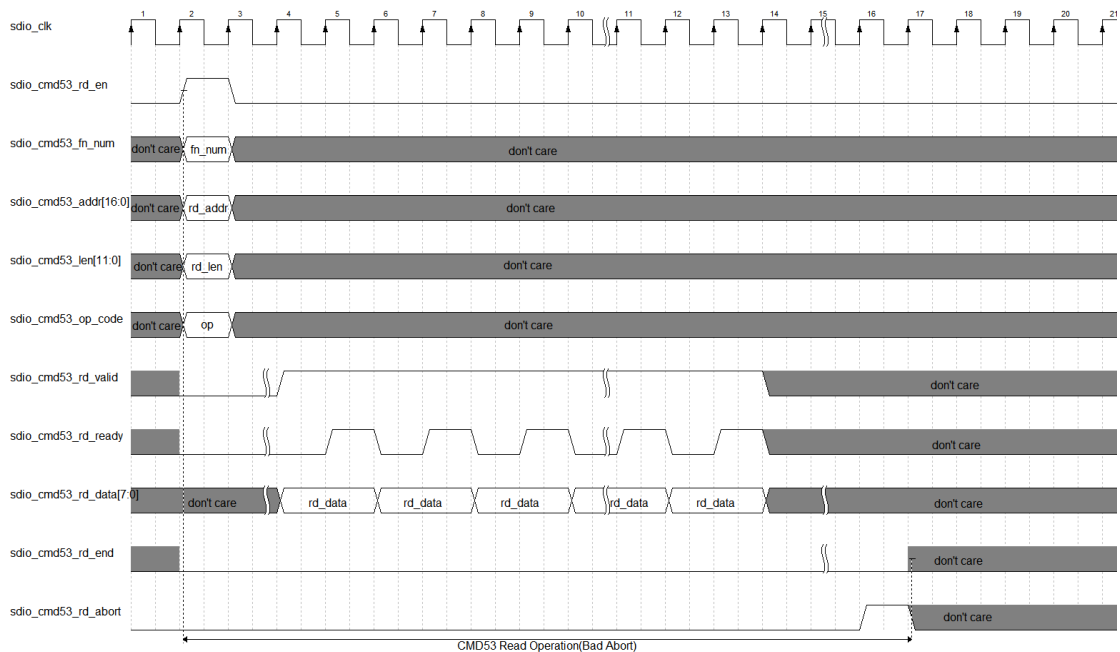 1 2 3 4 5 6 7 8 9 10 11 12 13 14 15 16 17 18 19 20 21
sdio_clk
sdio_cmd53_rd_en
sdio_cmd53_fn_num don't care fn_num don't care
sdio_cmd53_addr[16:0] don't care rd_addr don't care
sdio_cmd53_len[11:0] don't care rd_len don't care
sdio_cmd53_op_code don't care op don't care
sdio_cmd53_rd_valid don't care
sdio_cmd53_rd_ready don't care
sdio_cmd53_rd_data[7:0] don't care rd_data rd_data rd_data rd_data rd_data don't care
sdio_cmd53_rd_end don't care
sdio_cmd53_rd_abort don't care
CMD53 Read Operation(Bad Abort)